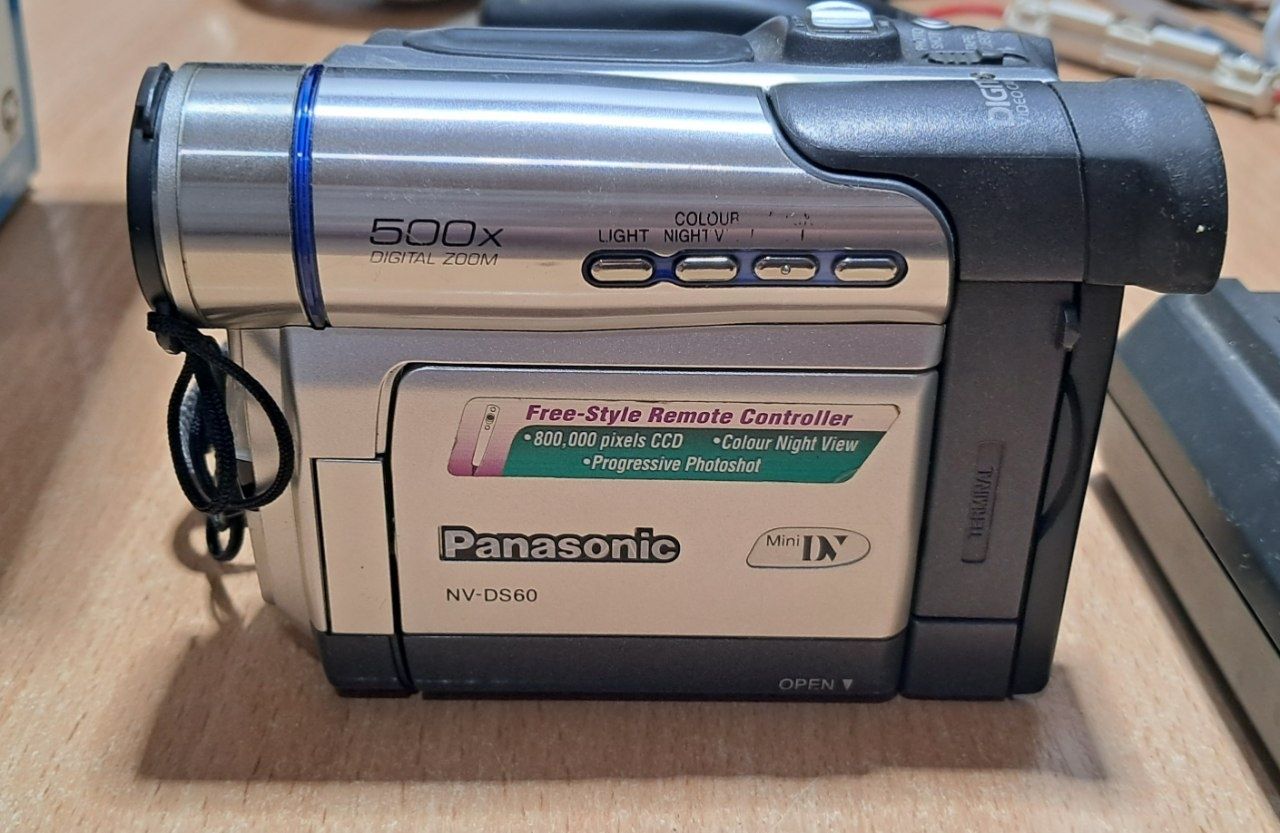 500x
DIGITAL ZOOM
COLOUR
LIGHT NIGHT V
Free-Style Remote Controller
•800,000 pixels CCD •Colour Night View
•Progressive Photoshot
Panasonic
Mini DV
NV-DS60
TERMINAL
OPEN ▼